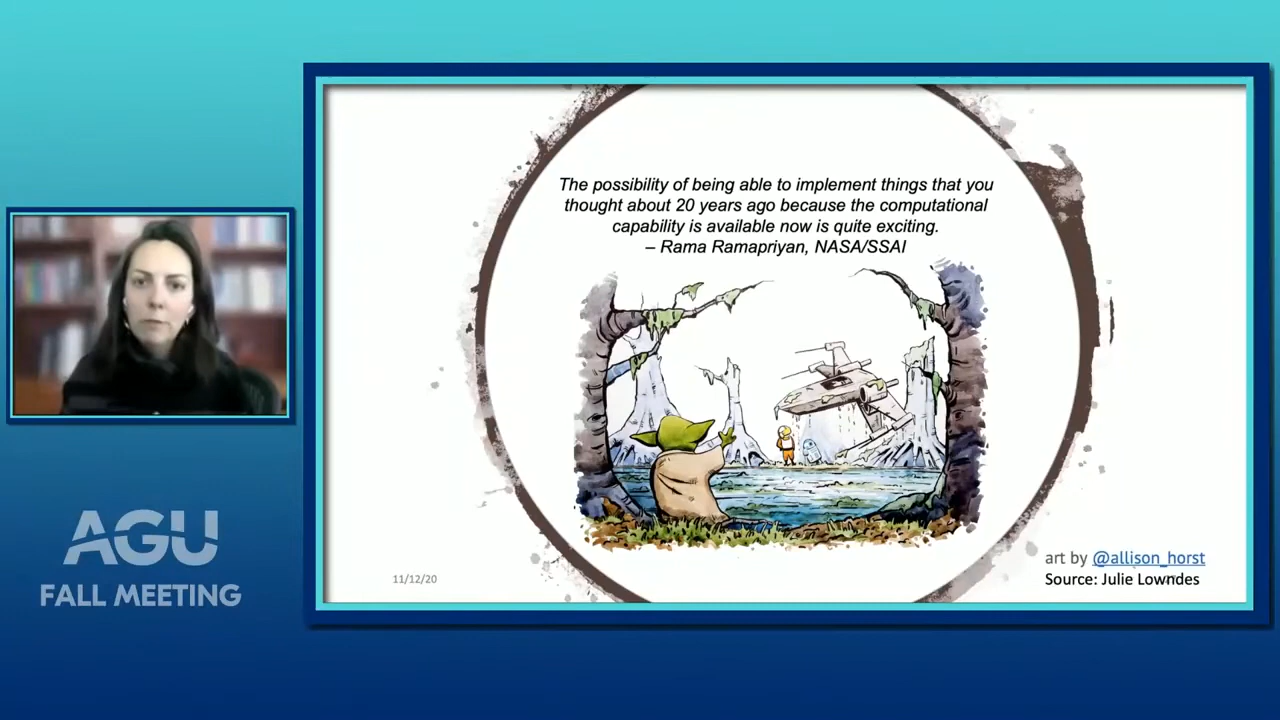 The possibility of being able to implement things that you
thought about 20 years ago because the computational
capability is available now is quite exciting.
– Rama Ramapriyan, NASA/SSAI
AGU
FALL MEETING
11/12/20
art by @allison_horst
Source: Julie Lowndes